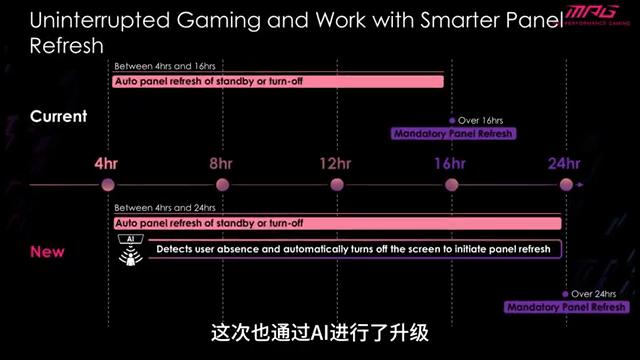 Uninterrupted Gaming and Work with Smarter Panel
Refresh
MPG
PERFORMANCE GAMING
Between 4hrs and 16hrs
Auto panel refresh of standby or turn-off
Current
Over 16hrs
Mandatory Panel Refresh
4hr 8hr 12hr 16hr 24hr
Between 4hrs and 24hrs
Auto panel refresh of standby or turn-off
AI
Detects user absence and automatically turns off the screen to initiate panel refresh
New
Over 24hrs
Mandatory Panel Refresh
这次也通过AI进行了升级